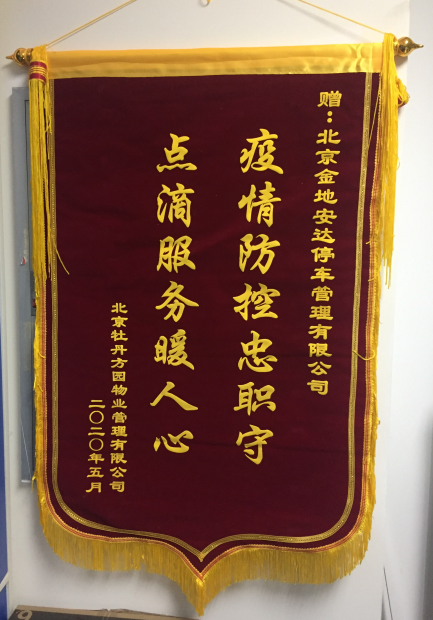 赠：北京金地安达停车管理有限公司
疫情防控忠职守
点滴服务暖人心
北京牡丹方园物业管理有限公司
二〇二〇年五月